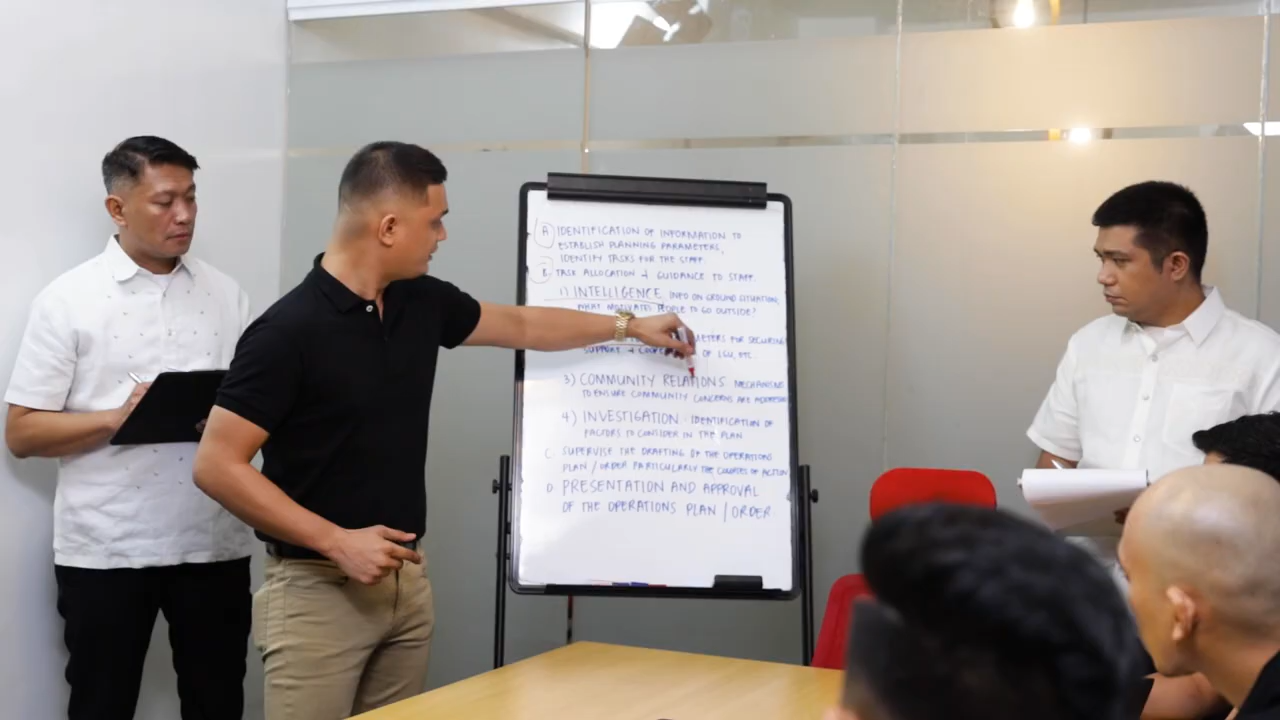 A IDENTIFICATION OF INFORMATION TO
ESTABLISH PLANNING PARAMETERS,
IDENTIFY TASKS FOR THE STAFF.
B TASK ALLOCATION + GUIDANCE TO STAFF.
1) INTELLIGENCE INFO ON GROUND SITUATION,
WHAT MOTIVATES PEOPLE TO GO OUTSIDE?
FOR SECURING
SUPPORT + OF LGU, ETC.
3) COMMUNITY RELATIONS MECHANISMS
TO ENSURE COMMUNITY CONCERNS ARE ADDRESSED
4) INVESTIGATION: IDENTIFICATION OF
FACTORS TO CONSIDER IN THE PLAN
C. SUPERVISE THE DRAFTING OF THE OPERATIONS
PLAN / ORDER PARTICULARLY THE COURSES OF ACTION
D. PRESENTATION AND APPROVAL
OF THE OPERATIONS PLAN / ORDER.